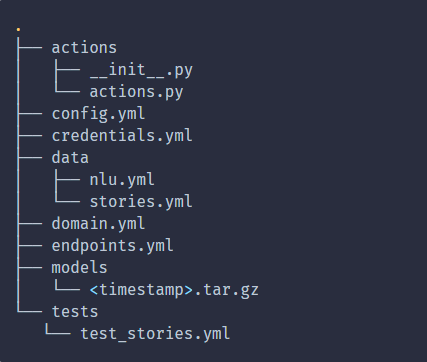 .
├── actions
│   ├── __init__.py
│   └── actions.py
├── config.yml
├── credentials.yml
├── data
│   ├── nlu.yml
│   └── stories.yml
├── domain.yml
├── endpoints.yml
├── models
│   └── <timestamp>.tar.gz
└── tests
   └── test_stories.yml